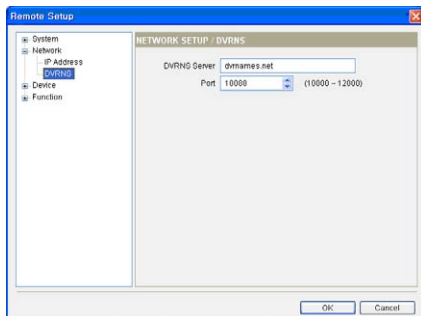 Remote Setup
System
Network
IP Address
DVRNS
Device
Function
NETWORK SETUP / DVRNS
DVRNS Server dvrnames.net
Port 10088 (10000 ~ 12000)
OK Cancel